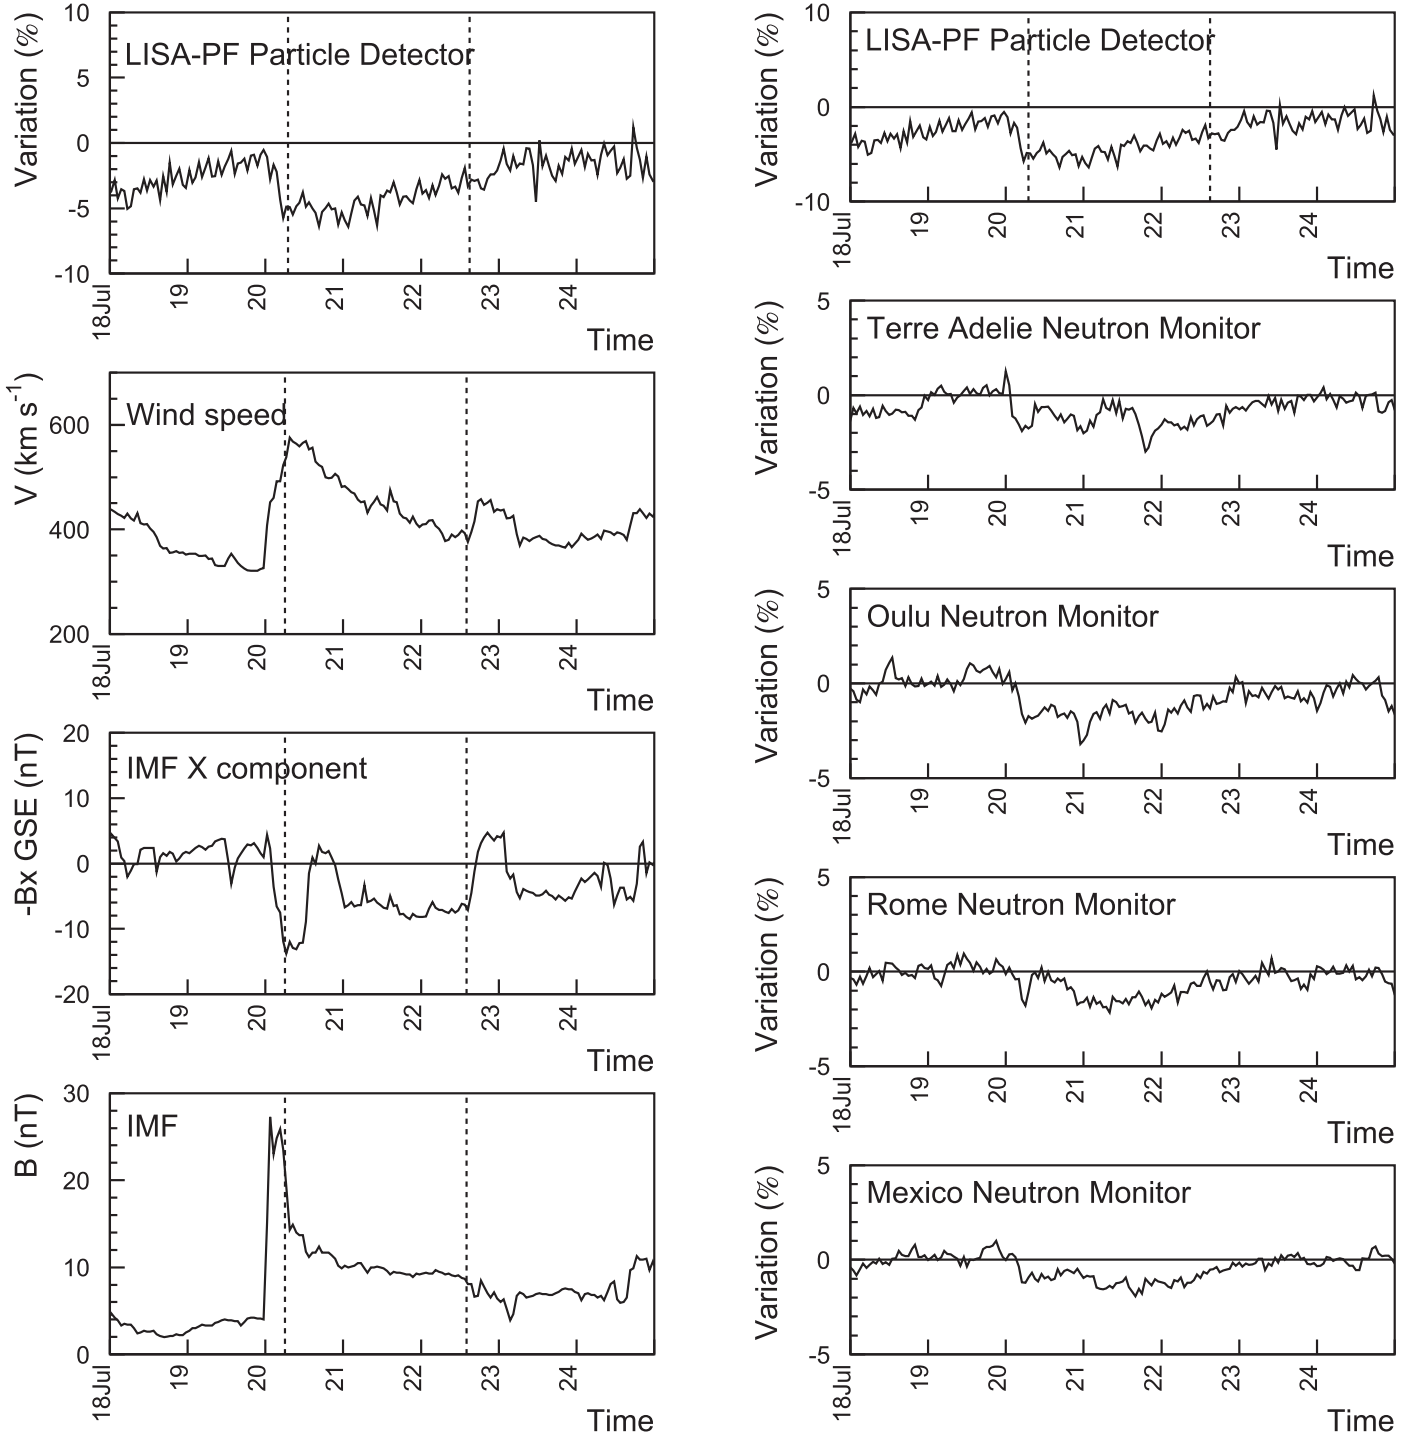 10
5
0
-5
-10
Variation (%)
LISA-PF Particle Detector
18Jul 19 20 21 22 23 24
Time
600
400
200
V (km s⁻¹)
Wind speed
18Jul 19 20 21 22 23 24
Time
20
10
0
-10
-20
-Bx GSE (nT)
IMF X component
18Jul 19 20 21 22 23 24
Time
30
20
10
0
B (nT)
IMF
18Jul 19 20 21 22 23 24
Time
10
0
-10
Variation (%)
LISA-PF Particle Detector
18Jul 19 20 21 22 23 24
Time
5
0
-5
Variation (%)
Terre Adelie Neutron Monitor
18Jul 19 20 21 22 23 24
Time
5
0
-5
Variation (%)
Oulu Neutron Monitor
18Jul 19 20 21 22 23 24
Time
5
0
-5
Variation (%)
Rome Neutron Monitor
18Jul 19 20 21 22 23 24
Time
5
0
-5
Variation (%)
Mexico Neutron Monitor
18Jul 19 20 21 22 23 24
Time